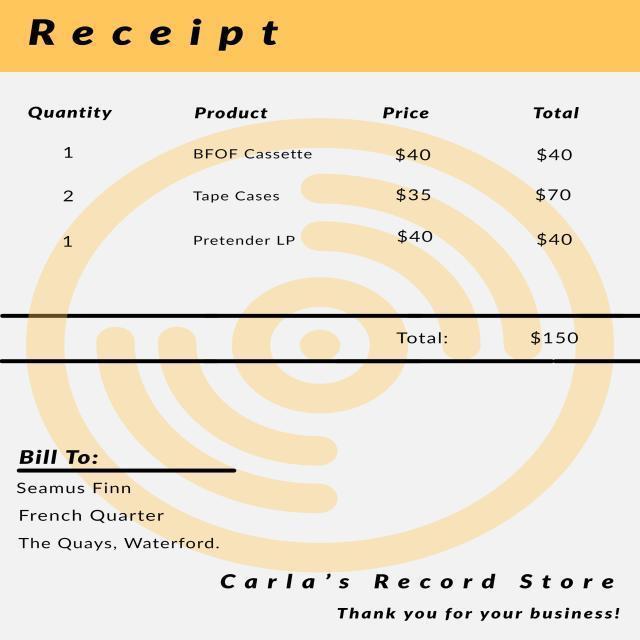 Receipt
Quantity Product Price Total
1 BFOF Cassette $40 $40
2 Tape Cases $35 $70
1 Pretender LP $40 $40
Total: $150
Bill To:
Seamus Finn
French Quarter
The Quays, Waterford.
Carla's Record Store
Thank you for your business!